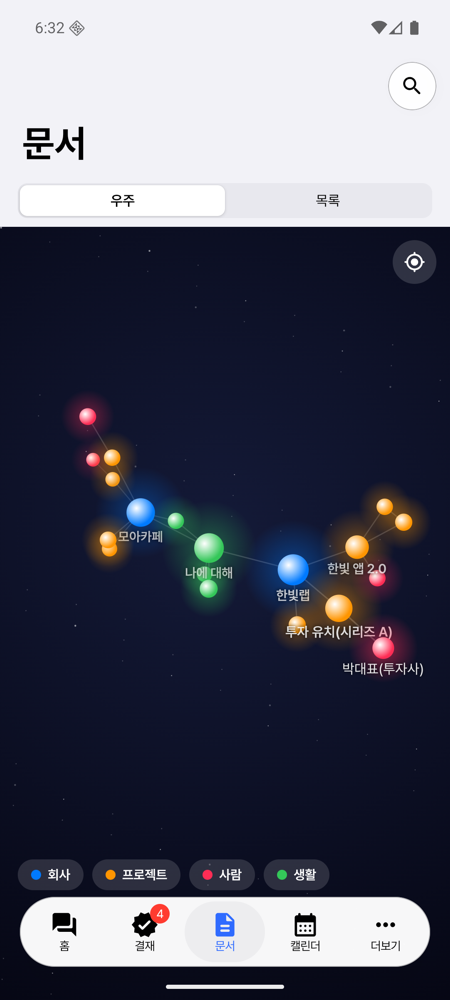 6:32
문서
우주
목록
모아카페
나에 대해
한빛랩
한빛 앱 2.0
투자 유치(시리즈 A)
박대표(투자사)
회사
프로젝트
사람
생활
4
홈
결재
문서
캘린더
더보기